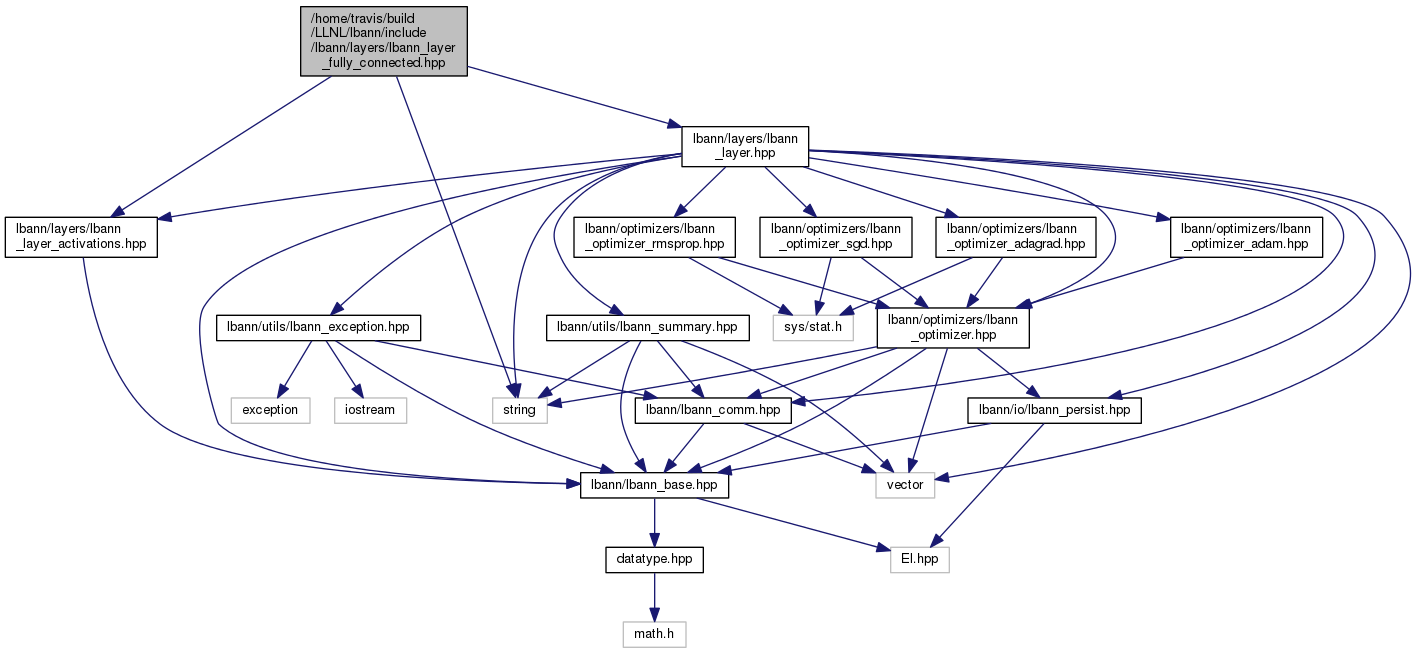 /home/travis/build
/LLNL/lbann/include
/lbann/layers/lbann_layer
_fully_connected.hpp
lbann/layers/lbann
_layer.hpp
lbann/layers/lbann
_layer_activations.hpp
lbann/optimizers/lbann
_optimizer_rmsprop.hpp
lbann/optimizers/lbann
_optimizer_sgd.hpp
lbann/optimizers/lbann
_optimizer_adagrad.hpp
lbann/optimizers/lbann
_optimizer_adam.hpp
lbann/utils/lbann_exception.hpp
lbann/utils/lbann_summary.hpp
sys/stat.h
lbann/optimizers/lbann
_optimizer.hpp
exception
iostream
string
lbann/lbann_comm.hpp
lbann/io/lbann_persist.hpp
lbann/lbann_base.hpp
vector
datatype.hpp
El.hpp
math.h